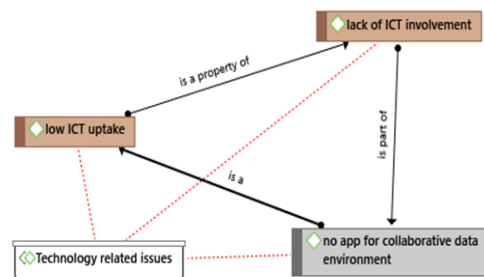 lack of ICT involvement
is a property of
low ICT uptake
is part of
is a
Technology related issues
no app for collaborative data
environment